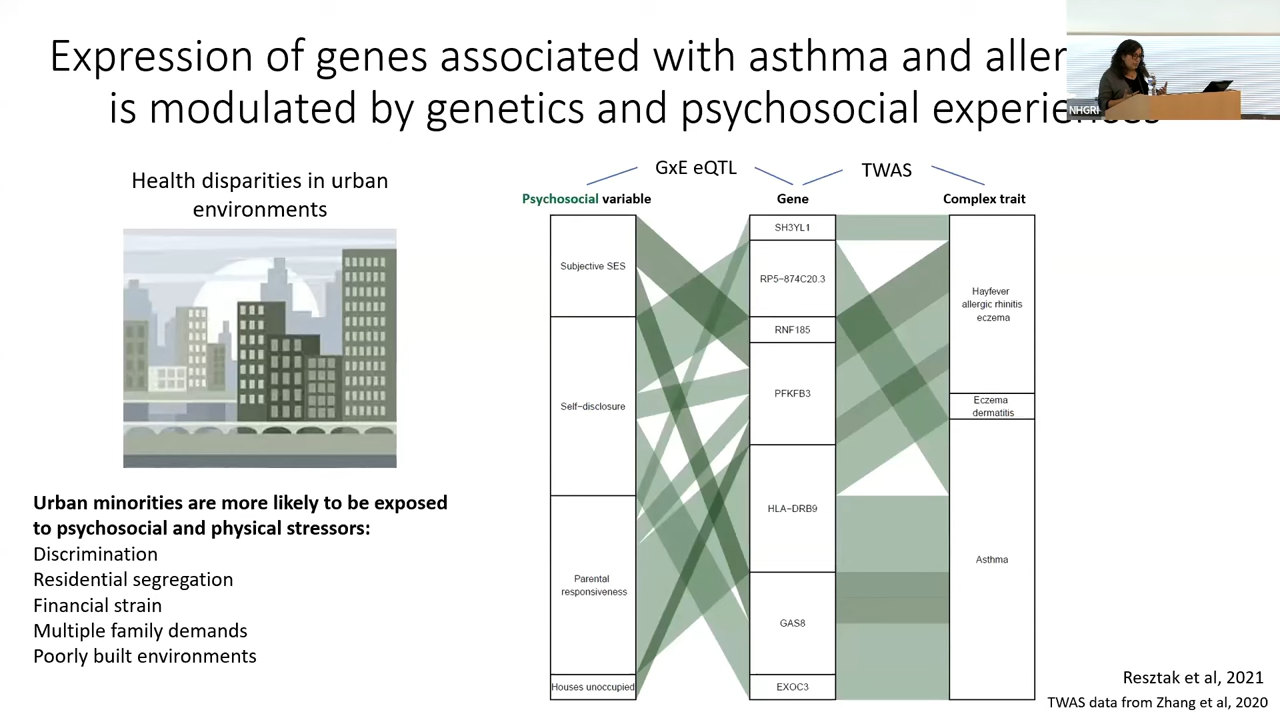 Expression of genes associated with asthma and aller
is modulated by genetics and psychosocial experiences
NHGRI
Health disparities in urban
environments
Urban minorities are more likely to be exposed
to psychosocial and physical stressors:
Discrimination
Residential segregation
Financial strain
Multiple family demands
Poorly built environments
GxE eQTL
TWAS
Psychosocial variable
Gene
Complex trait
Subjective SES
Self-disclosure
Parental
responsiveness
Houses unoccupied
SH3YL1
RP5-874C20.3
RNF185
PFKFB3
HLA-DRB9
GAS8
EXOC3
Hayfever
allergic rhinitis
eczema
Eczema
dermatitis
Asthma
Resztak et al, 2021
TWAS data from Zhang et al, 2020